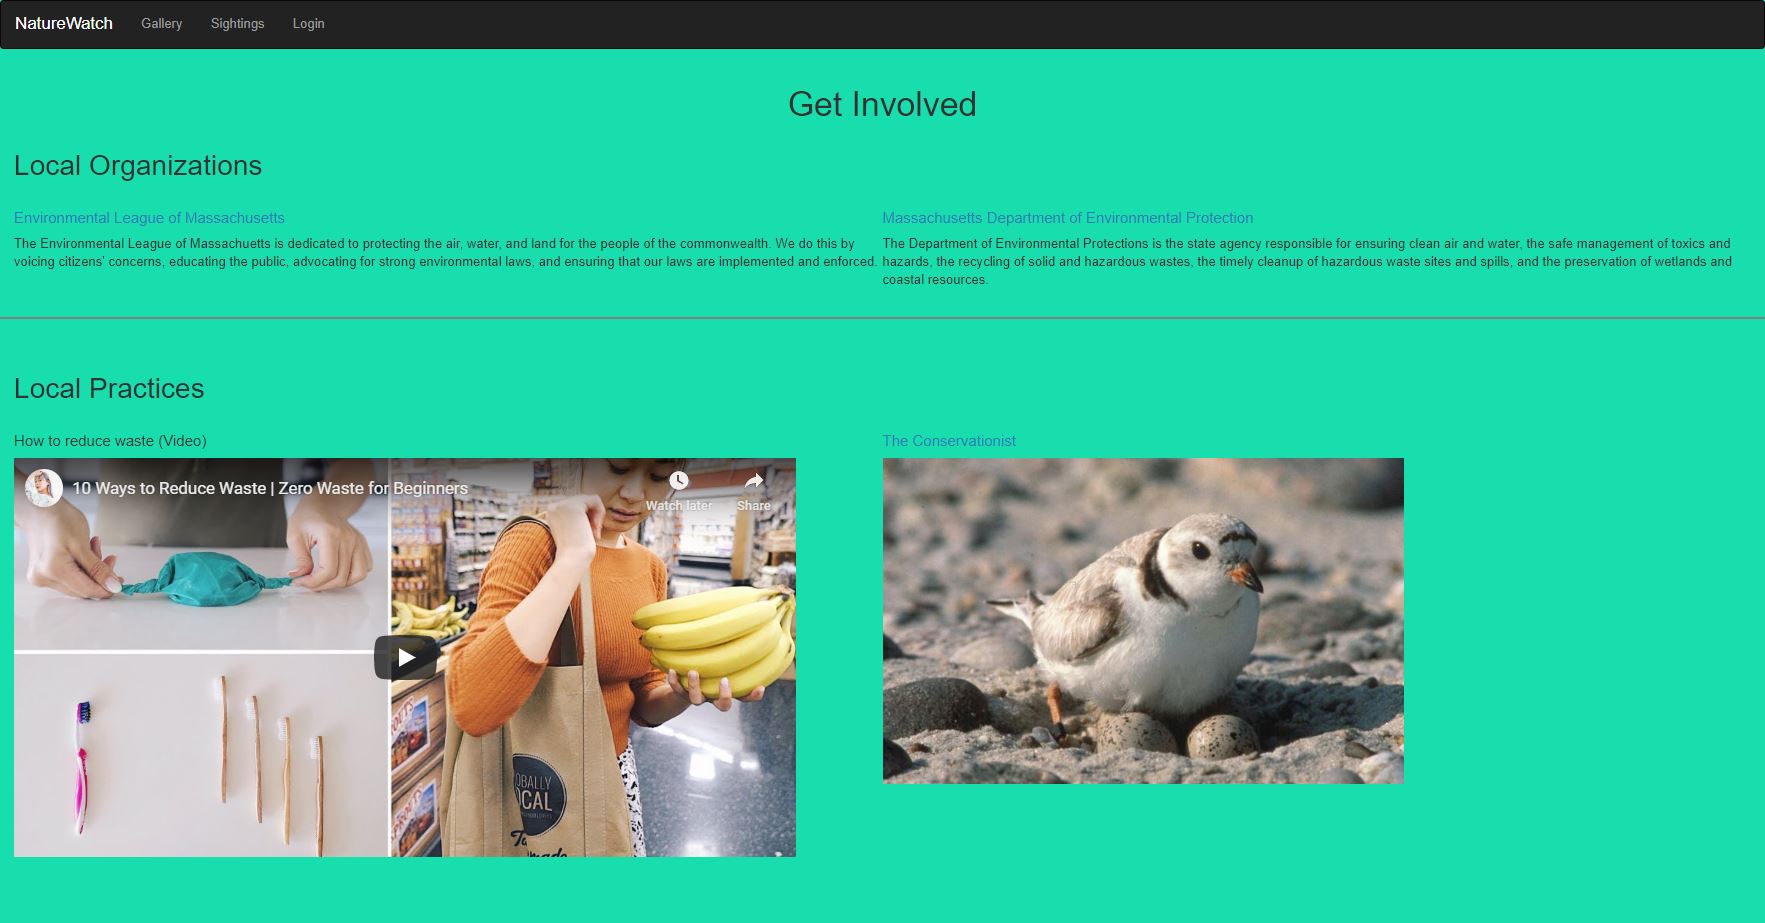 NatureWatch Gallery Sightings Login
Get Involved
Local Organizations
Environmental League of Massachusetts
The Environmental League of Massachuetts is dedicated to protecting the air, water, and land for the people of the commonwealth. We do this by
voicing citizens' concerns, educating the public, advocating for strong environmental laws, and ensuring that our laws are implemented and enforced.
Massachusetts Department of Environmental Protection
The Department of Environmental Protections is the state agency responsible for ensuring clean air and water, the safe management of toxics and
hazards, the recycling of solid and hazardous wastes, the timely cleanup of hazardous waste sites and spills, and the preservation of wetlands and
coastal resources.
Local Practices
How to reduce waste (Video)
10 Ways to Reduce Waste | Zero Waste for Beginners
Watch later Share
OBALLY
OCAL
The Conservationist